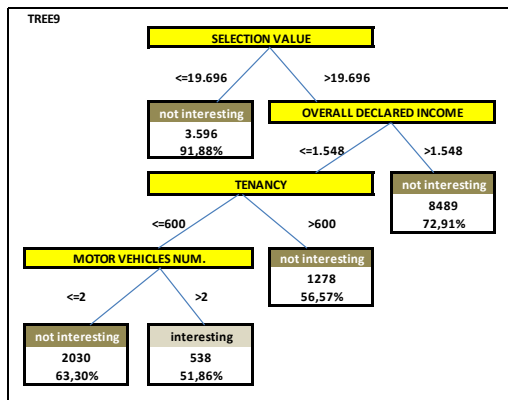 TREE9
SELECTION VALUE
<=19.696
>19.696
not interesting
3.596
91,88%
OVERALL DECLARED INCOME
<=1.548
>1.548
TENANCY
not interesting
8489
72,91%
<=600
>600
MOTOR VEHICLES NUM.
not interesting
1278
56,57%
<=2
>2
not interesting
2030
63,30%
interesting
538
51,86%